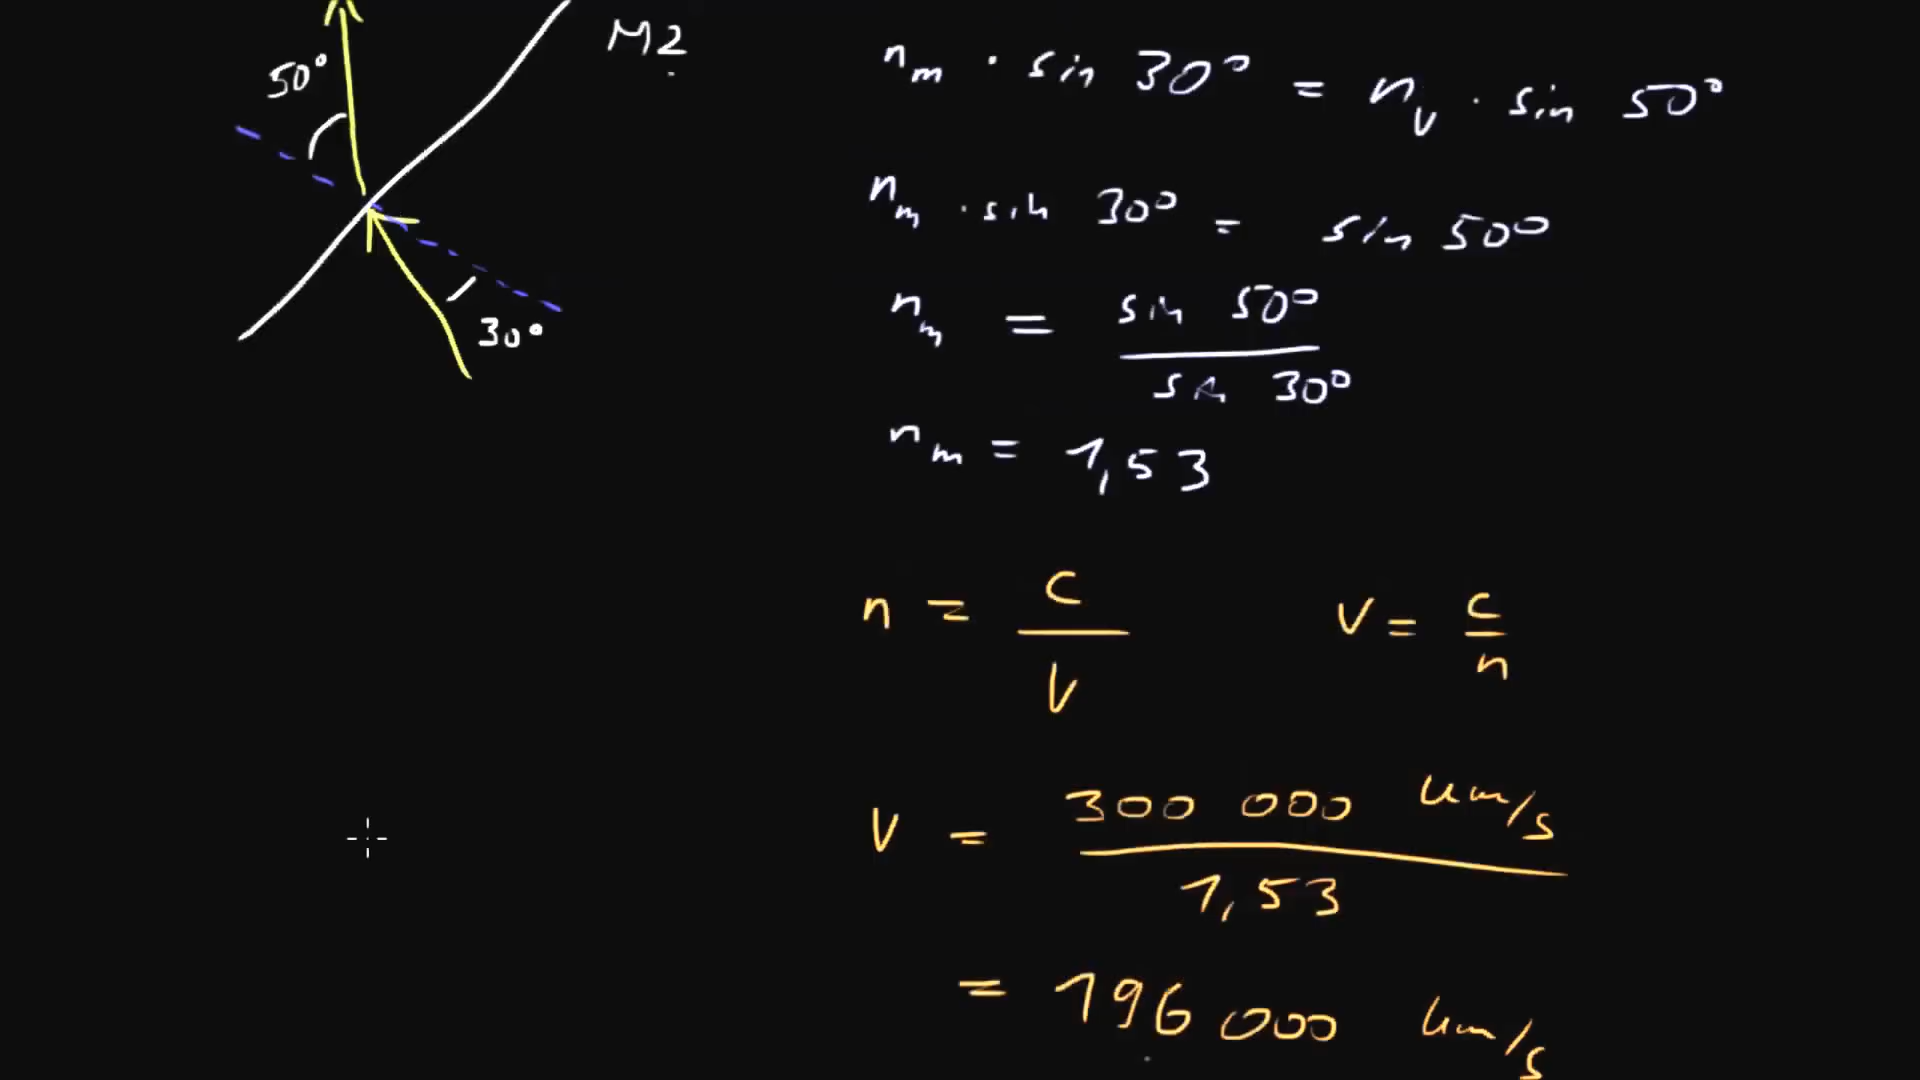 50°
M2
30°
n_m · sin 30° = n_v · sin 50°
n_m · sin 30° = sin 50°
n_m = sin 50° / sin 30°
n_m = 1,53
n = c / v
v = c / n
v = 300 000 km/s / 1,53
= 196 000 km/s